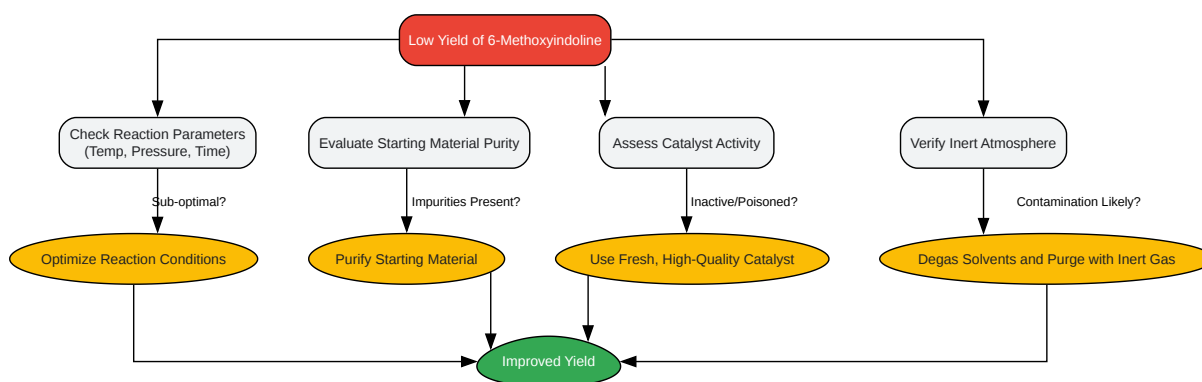 Low Yield of 6-Methoxyindoline
Check Reaction Parameters
(Temp, Pressure, Time)
Evaluate Starting Material Purity
Assess Catalyst Activity
Verify Inert Atmosphere
Sub-optimal?
Impurities Present?
Inactive/Poisoned?
Contamination Likely?
Optimize Reaction Conditions
Purify Starting Material
Use Fresh, High-Quality Catalyst
Degas Solvents and Purge with Inert Gas
Improved Yield